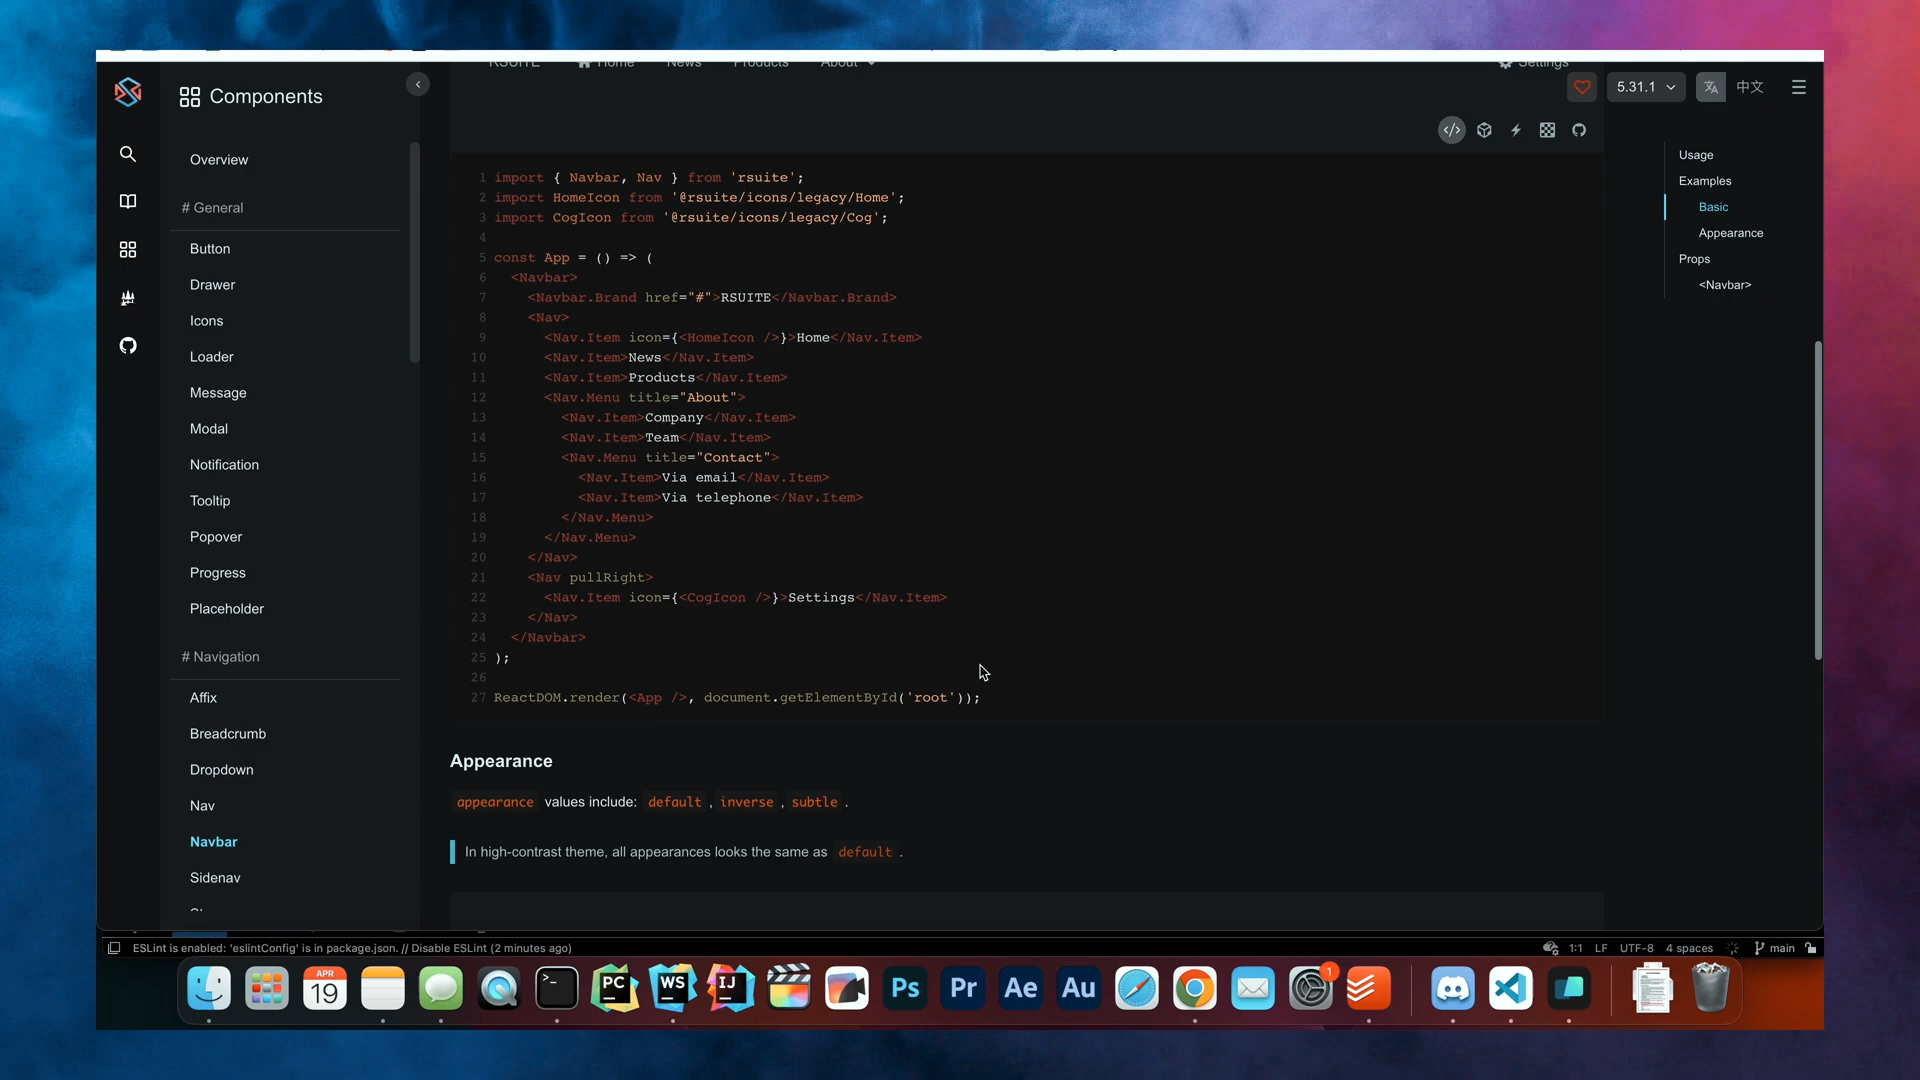 RSUITE Home News Products About Settings
Components
5.31.1
中文
Overview
# General
Button
Drawer
Icons
Loader
Message
Modal
Notification
Tooltip
Popover
Progress
Placeholder
# Navigation
Affix
Breadcrumb
Dropdown
Nav
Navbar
Sidenav
1 import { Navbar, Nav } from 'rsuite';
2 import HomeIcon from '@rsuite/icons/legacy/Home';
3 import CogIcon from '@rsuite/icons/legacy/Cog';
4
5 const App = () => (
6 <Navbar>
7 <Navbar.Brand href="#">RSUITE</Navbar.Brand>
8 <Nav>
9 <Nav.Item icon={<HomeIcon />}>Home</Nav.Item>
10 <Nav.Item>News</Nav.Item>
11 <Nav.Item>Products</Nav.Item>
12 <Nav.Menu title="About">
13 <Nav.Item>Company</Nav.Item>
14 <Nav.Item>Team</Nav.Item>
15 <Nav.Menu title="Contact">
16 <Nav.Item>Via email</Nav.Item>
17 <Nav.Item>Via telephone</Nav.Item>
18 </Nav.Menu>
19 </Nav.Menu>
20 </Nav>
21 <Nav pullRight>
22 <Nav.Item icon={<CogIcon />}>Settings</Nav.Item>
23 </Nav>
24 </Navbar>
25 );
26
27 ReactDOM.render(<App />, document.getElementById('root'));
Appearance
appearance values include: default , inverse , subtle .
In high-contrast theme, all appearances looks the same as default .
Usage
Examples
Basic
Appearance
Props
<Navbar>
ESLint is enabled: 'eslintConfig' is in package.json. // Disable ESLint (2 minutes ago)
1:1 LF UTF-8 4 spaces main
APR
19
>_
PC
WS
IJ
Ps
Pr
Ae
Au
1